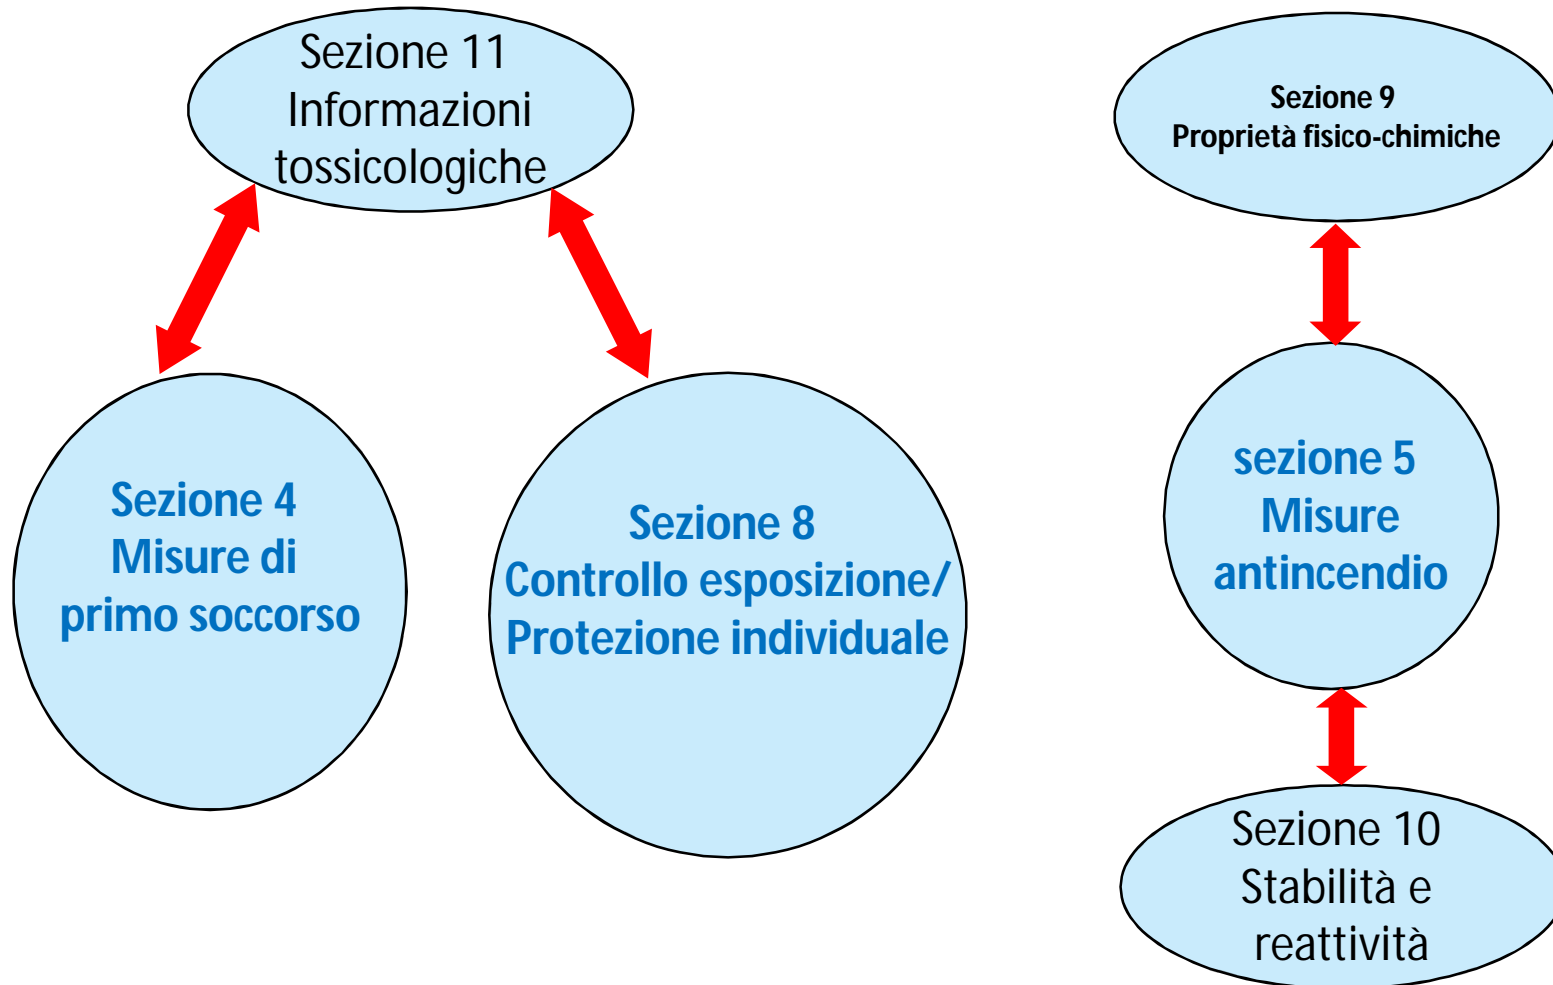 Sezione 11
Informazioni
tossicologiche
Sezione 9
Proprietà fisico-chimiche
Sezione 4
Misure di
primo soccorso
Sezione 8
Controllo esposizione/
Protezione individuale
sezione 5
Misure
antincendio
Sezione 10
Stabilità e
reattività